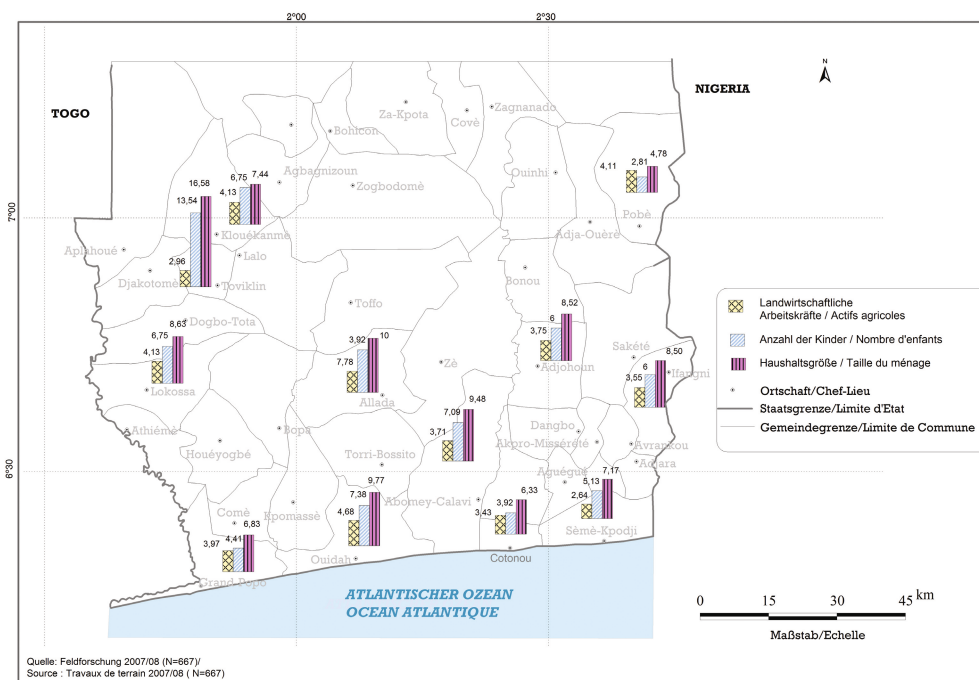 2°00
2°30
N
TOGO
NIGERIA
Za-Kpota
Covè
Zagnanado
Bohicon
Agbagnizoun
Zogbodomè
Ouinhi
4,11
2,81
4,78
Pobè
Adja-Ouèrè
16,58
13,54
2,96
6,75
7,44
4,13
7°00
Klouékanmè
Aplahoué
Lalo
Djakotomè
Toviklin
Bonou
Toffo
Dogbo-Tota
8,63
6,75
4,13
Lokossa
10
3,92
7,78
Allada
Zè
8,52
6
3,75
Adjohoun
Sakété
8,50
6
3,55
Ifangni
Landwirtschaftliche
Arbeitskräfte / Actifs agricoles
Anzahl der Kinder / Nombre d'enfants
Haushaltsgröße / Taille du ménage
Ortschaft/Chef-Lieu
Staatsgrenze/Limite d'Etat
Gemeindegrenze/Limite de Commune
9,48
7,09
3,71
Athiémé
Bopa
Houéyogbé
Torri-Bossito
Dangbo
Akpro-Missérété
Avrankou
Adjara
Aguégué
6°30
9,77
7,38
4,68
Abomey-Calavi
6,33
3,92
3,43
7,17
5,13
2,64
Sèmè-Kpodji
Comè
Kpomassè
6,83
4,41
3,97
Grand-Popo
Ouidah
Cotonou
ATLANTISCHER OZEAN
OCEAN ATLANTIQUE
0 15 30 45 km
Maßstab/Echelle
Quelle: Feldforschung 2007/08 (N=667)/
Source : Travaux de terrain 2007/08 ( N=667)